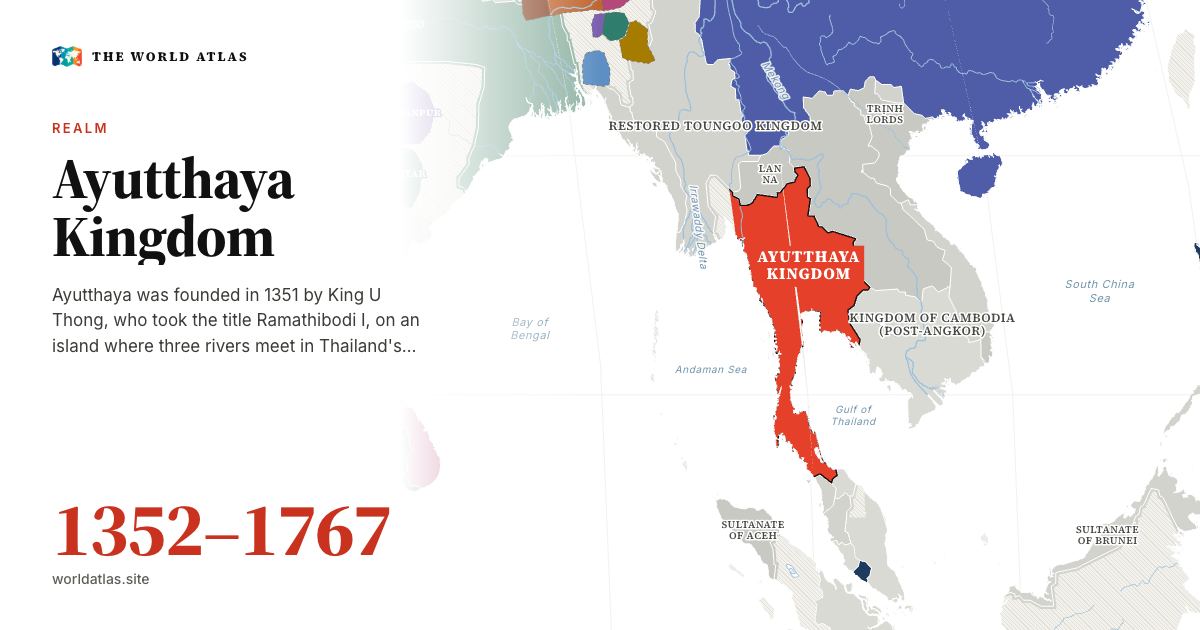 THE WORLD ATLAS
REALM
Ayutthaya
Kingdom
Ayutthaya was founded in 1351 by King U
Thong, who took the title Ramathibodi I, on an
island where three rivers meet in Thailand's...
1352–1767
worldatlas.site
Mekong
TRINH
LORDS
RESTORED TOUNGOO KINGDOM
LAN
NA
Irrawaddy Delta
AYUTTHAYA
KINGDOM
South China
Sea
KINGDOM OF CAMBODIA
(POST-ANGKOR)
Bay of
Bengal
Andaman Sea
Gulf of
Thailand
SULTANATE
OF ACEH
SULTANATE
OF BRUNEI